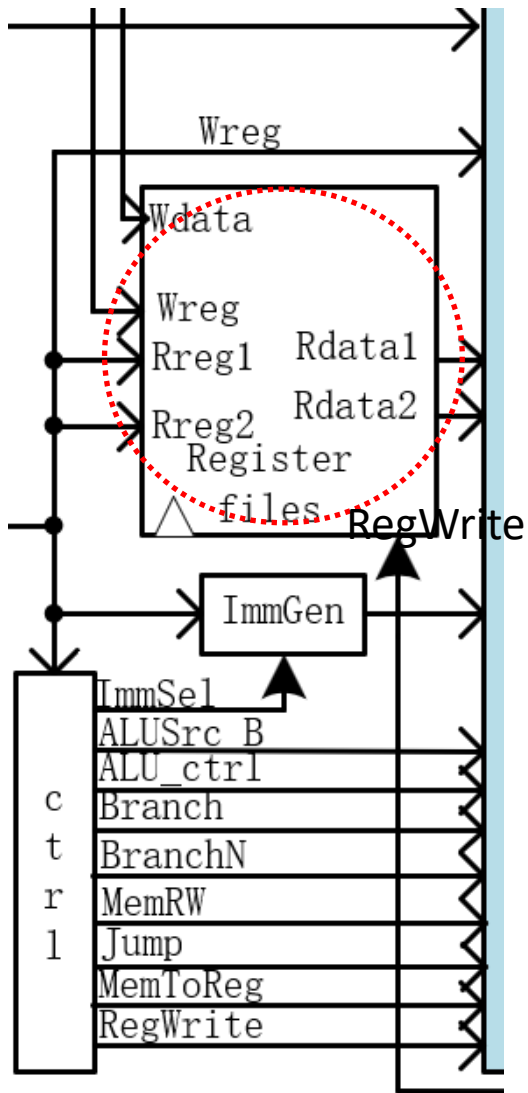 Wreg
Wdata
Wreg
Rreg1
Rdata1
Rreg2
Rdata2
Register
files
RegWrite
ImmGen
ImmSel
ALUSrc_B
ALU_ctrl
Branch
BranchN
MemRW
Jump
MemToReg
RegWrite
ctrl